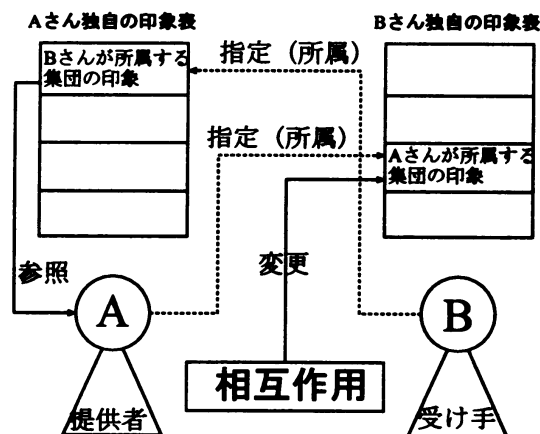 Aさん独自の印象表
Bさん独自の印象表
Bさんが所属する
集団の印象
指定（所属）
指定（所属）
Aさんが所属する
集団の印象
参照
変更
A
B
相互作用
提供者
受け手